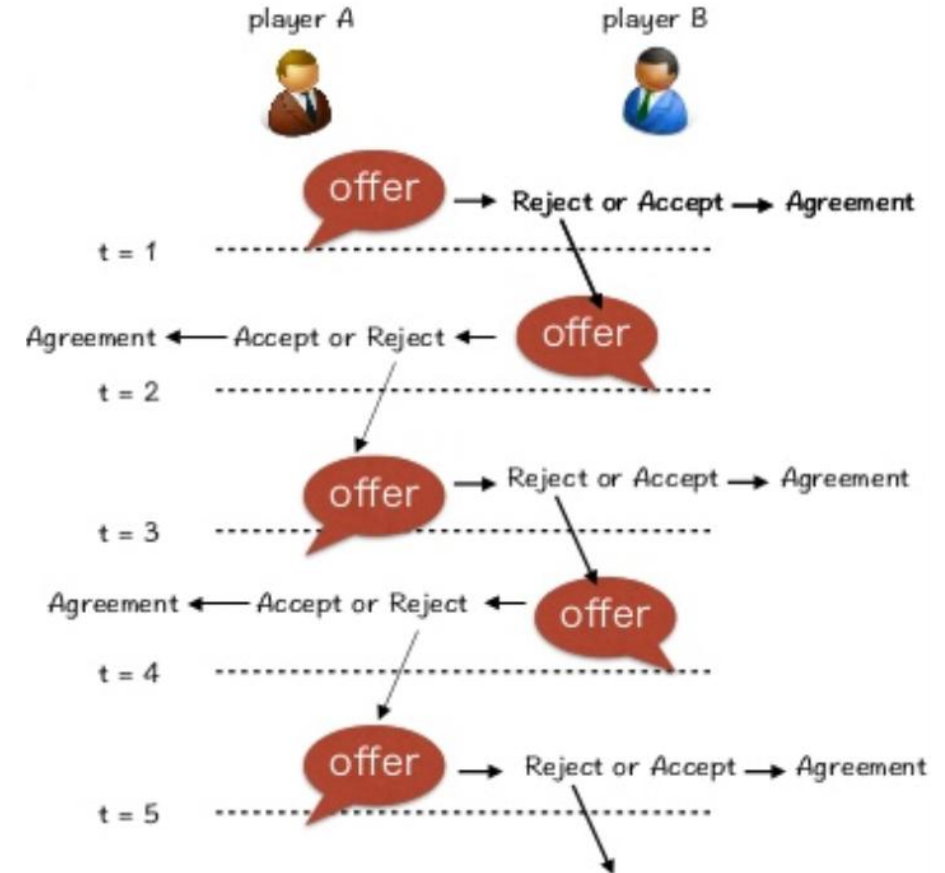 player A player B
offer Reject or Accept Agreement
t = 1
Agreement Accept or Reject offer
t = 2
offer Reject or Accept Agreement
t = 3
Agreement Accept or Reject offer
t = 4
offer Reject or Accept Agreement
t = 5